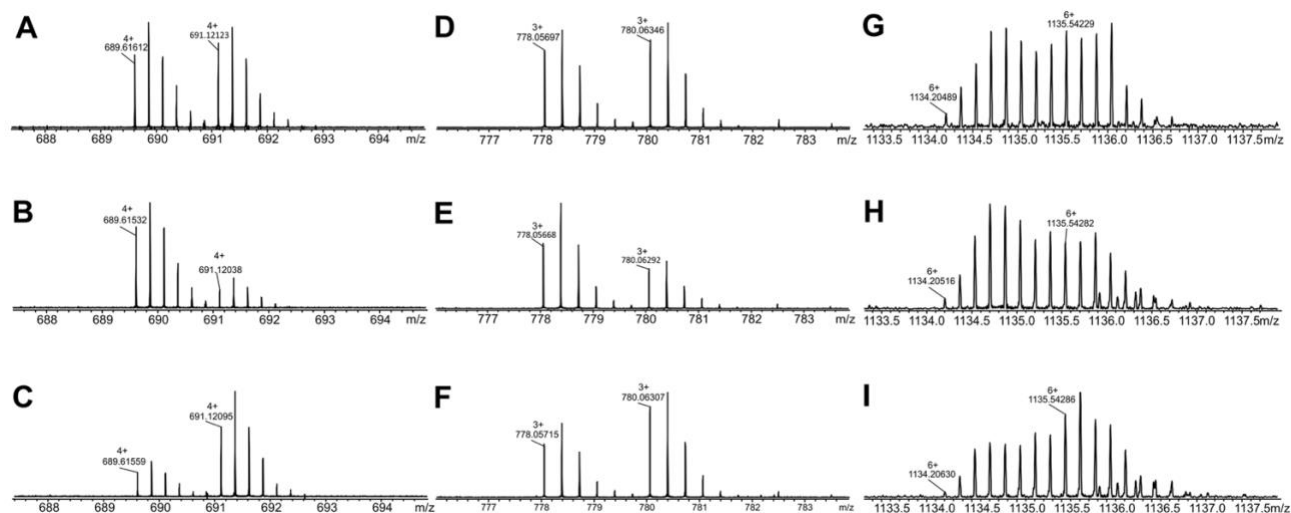 A
4+
689.61612
4+
691.12123
688 689 690 691 692 693 694 m/z
D
3+
778.05697
3+
780.06346
777 778 779 780 781 782 783 m/z
G
6+
1134.20489
6+
1135.54229
1133.5 1134.0 1134.5 1135.0 1135.5 1136.0 1136.5 1137.0 1137.5m/z
B
4+
689.61532
4+
691.12038
688 689 690 691 692 693 694 m/z
E
3+
778.05668
3+
780.06292
777 778 779 780 781 782 783 m/z
H
6+
1134.20516
6+
1135.54282
1133.5 1134.0 1134.5 1135.0 1135.5 1136.0 1136.5 1137.0 1137.5m/z
C
4+
689.61559
4+
691.12095
688 689 690 691 692 693 694 m/z
F
3+
778.05715
3+
780.06307
777 778 779 780 781 782 783 m/z
I
6+
1134.20630
6+
1135.54286
1133.5 1134.0 1134.5 1135.0 1135.5 1136.0 1136.5 1137.0 1137.5m/z